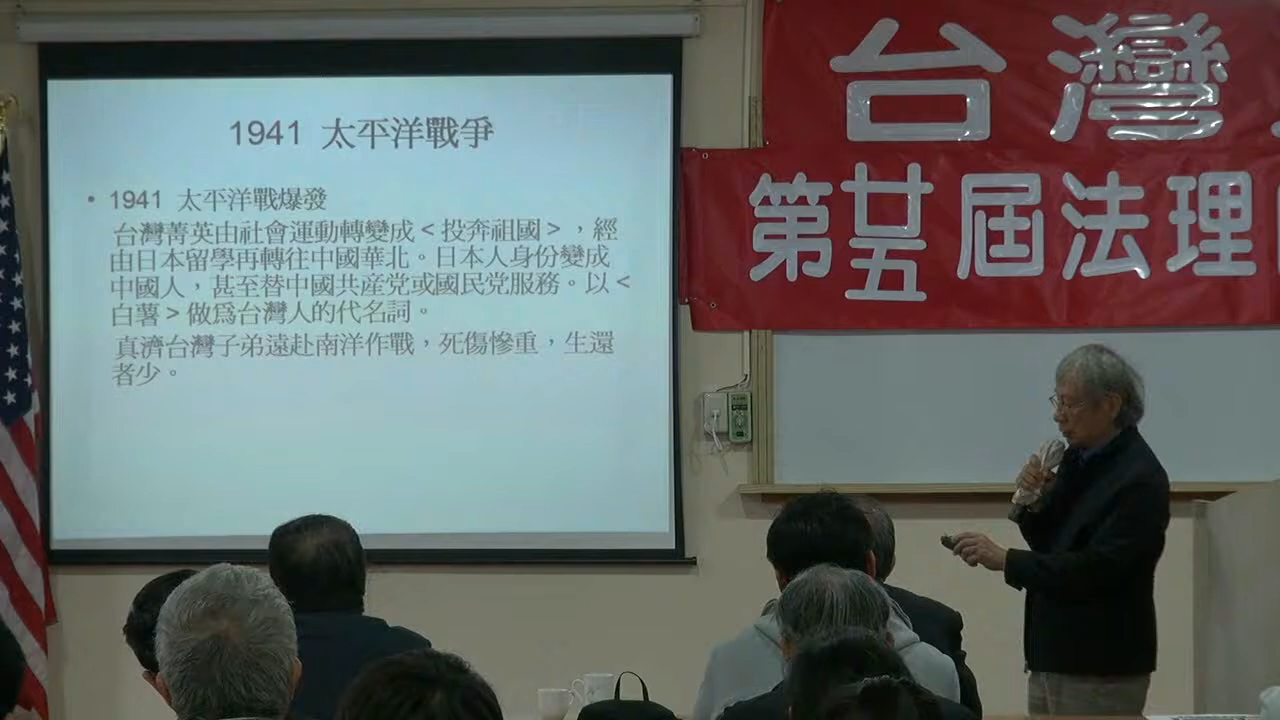 1941 太平洋戰爭
• 1941 太平洋戰爆發
台灣菁英由社會運動轉變成<投奔祖國>，經
由日本留學再轉往中國華北。日本人身份變成
中國人，甚至替中國共産党或國民党服務。以<
白薯>做爲台灣人的代名詞。
真濟台灣子弟遠赴南洋作戰，死傷慘重，生還
者少。
台灣
第廿五屆法理